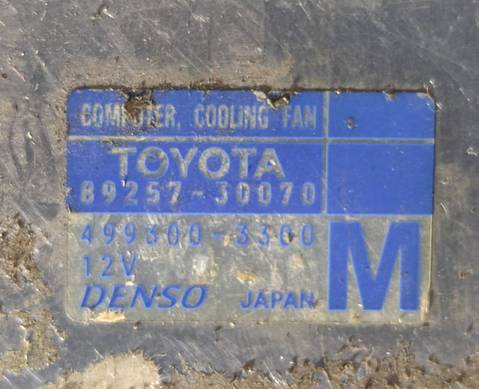 COMPUTER, COOLING FAN
TOYOTA
89257-30070
499300-3300
12V
DENSO JAPAN
M